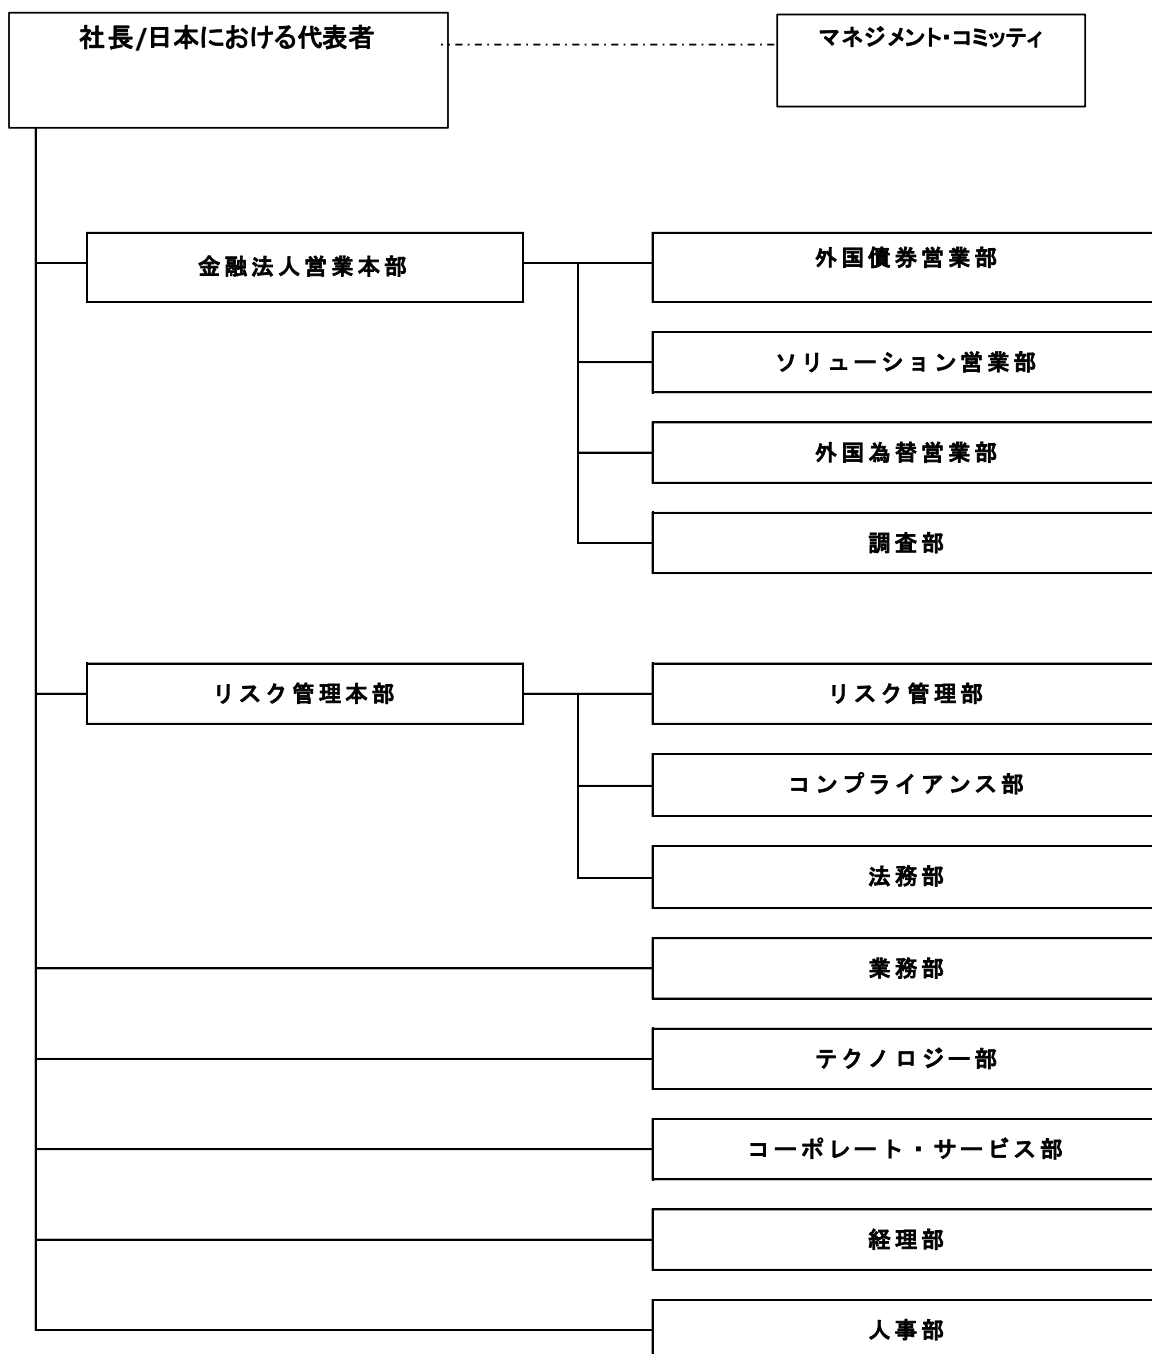 社長/日本における代表者
マネジメント・コミッティ
金融法人営業本部
外国債券営業部
ソリューション営業部
外国為替営業部
調査部
リスク管理本部
リスク管理部
コンプライアンス部
法務部
業務部
テクノロジー部
コーポレート・サービス部
経理部
人事部